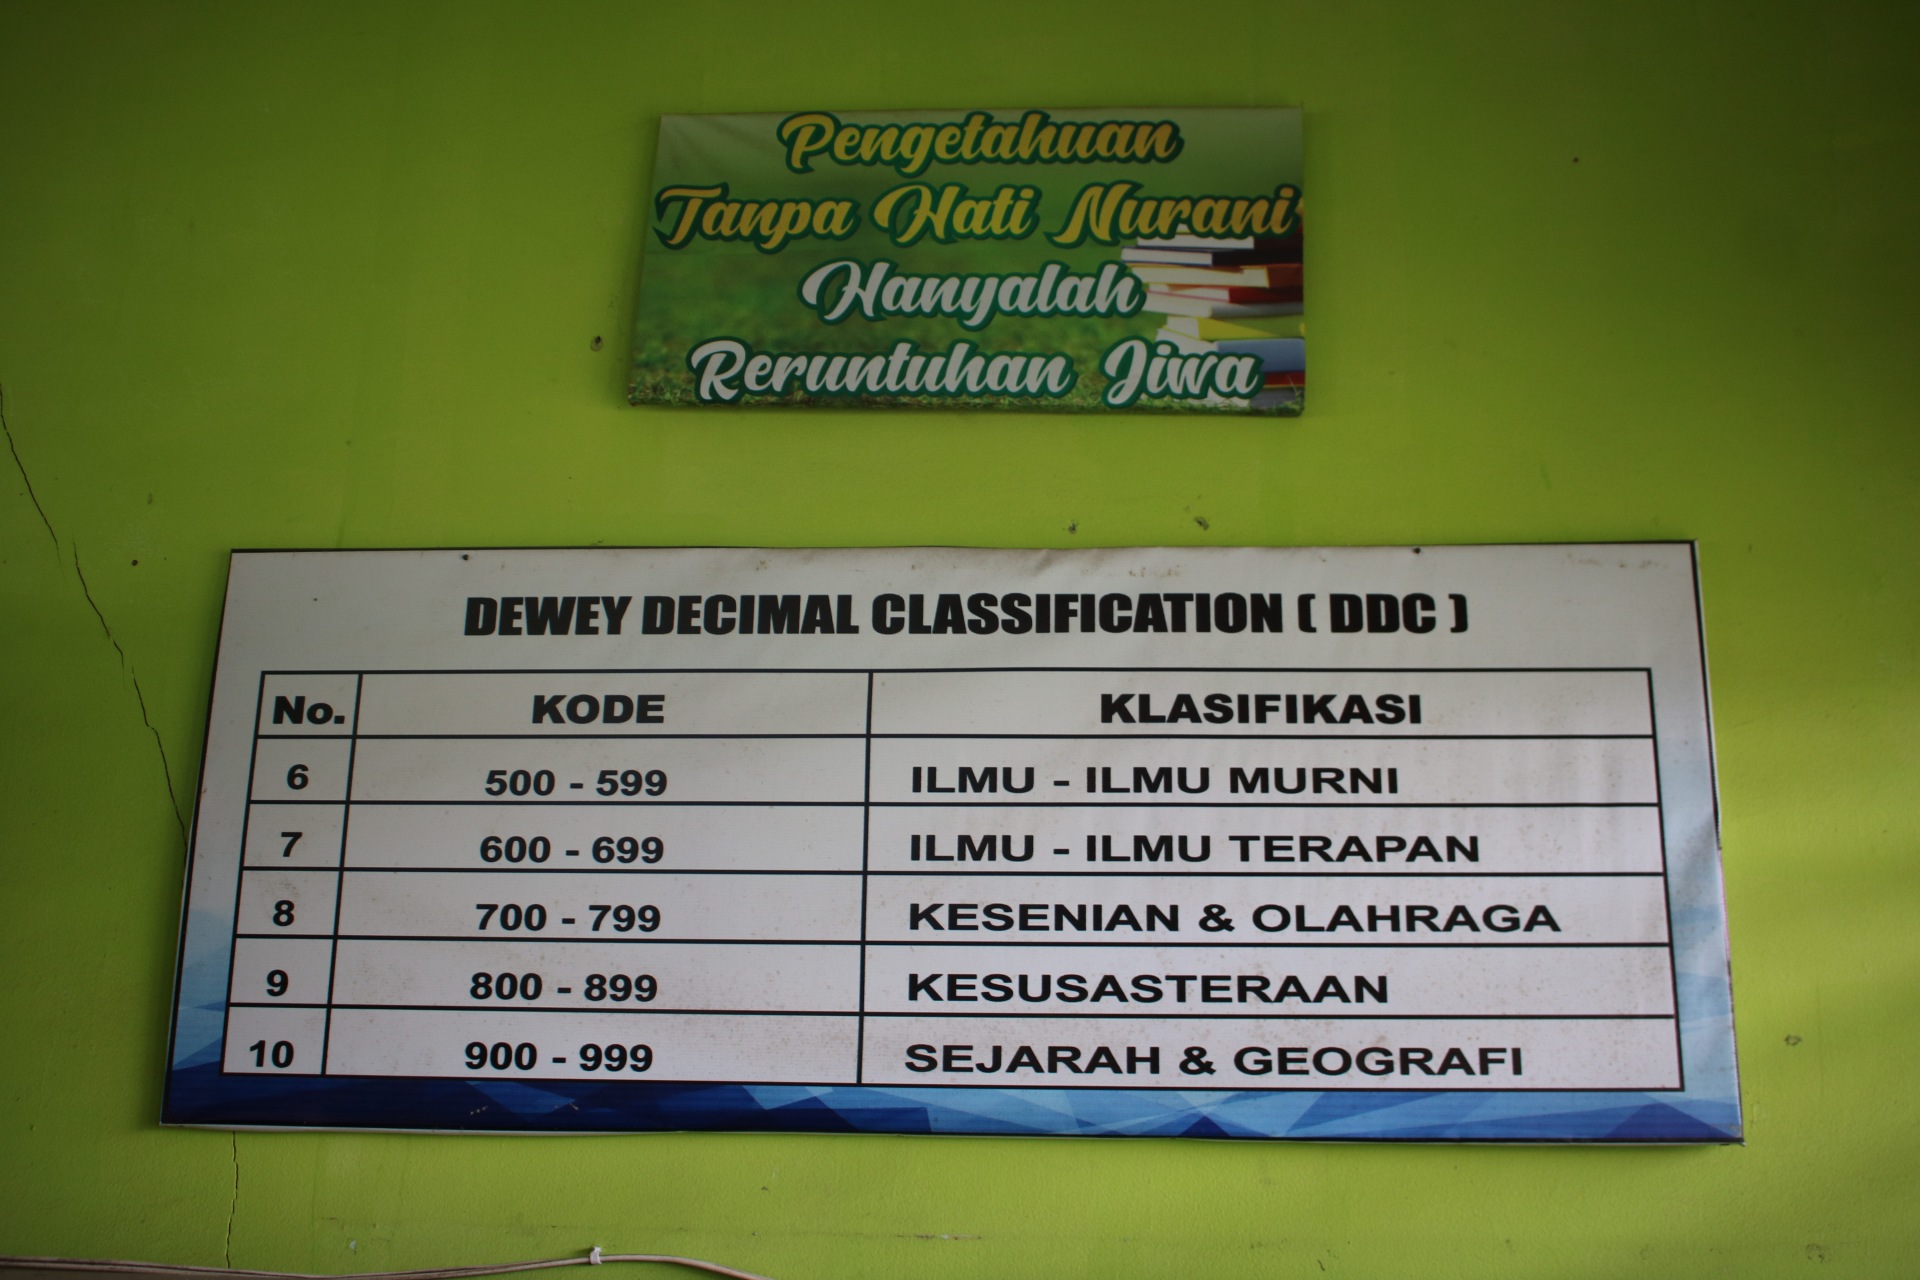 Pengetahuan
Tanpa Hati Nurani
Hanyalah
Reruntuhan Jiwa
DEWEY DECIMAL CLASSIFICATION ( DDC )
No. KODE KLASIFIKASI
6 500 - 599 ILMU - ILMU MURNI
7 600 - 699 ILMU - ILMU TERAPAN
8 700 - 799 KESENIAN & OLAHRAGA
9 800 - 899 KESUSASTERAAN
10 900 - 999 SEJARAH & GEOGRAFI